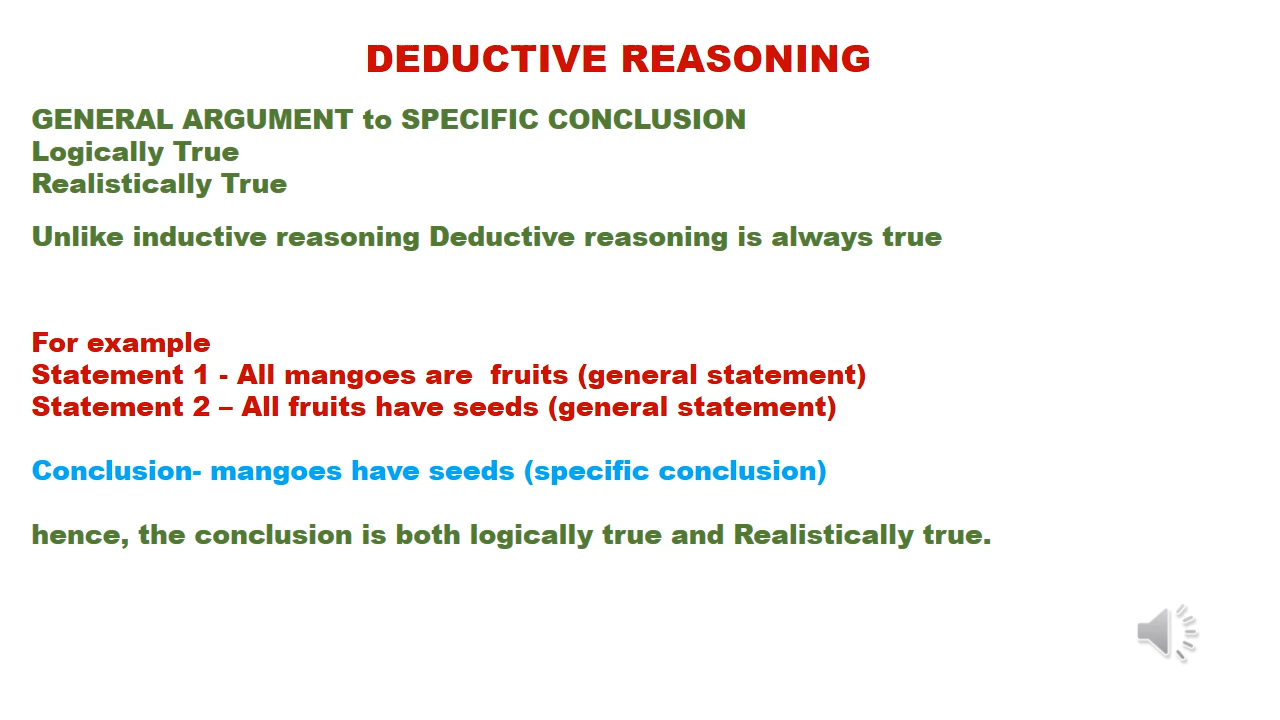 DEDUCTIVE REASONING
GENERAL ARGUMENT to SPECIFIC CONCLUSION
Logically True
Realistically True
Unlike inductive reasoning Deductive reasoning is always true
For example
Statement 1 - All mangoes are  fruits (general statement)
Statement 2 – All fruits have seeds (general statement)
Conclusion- mangoes have seeds (specific conclusion)
hence, the conclusion is both logically true and Realistically true.